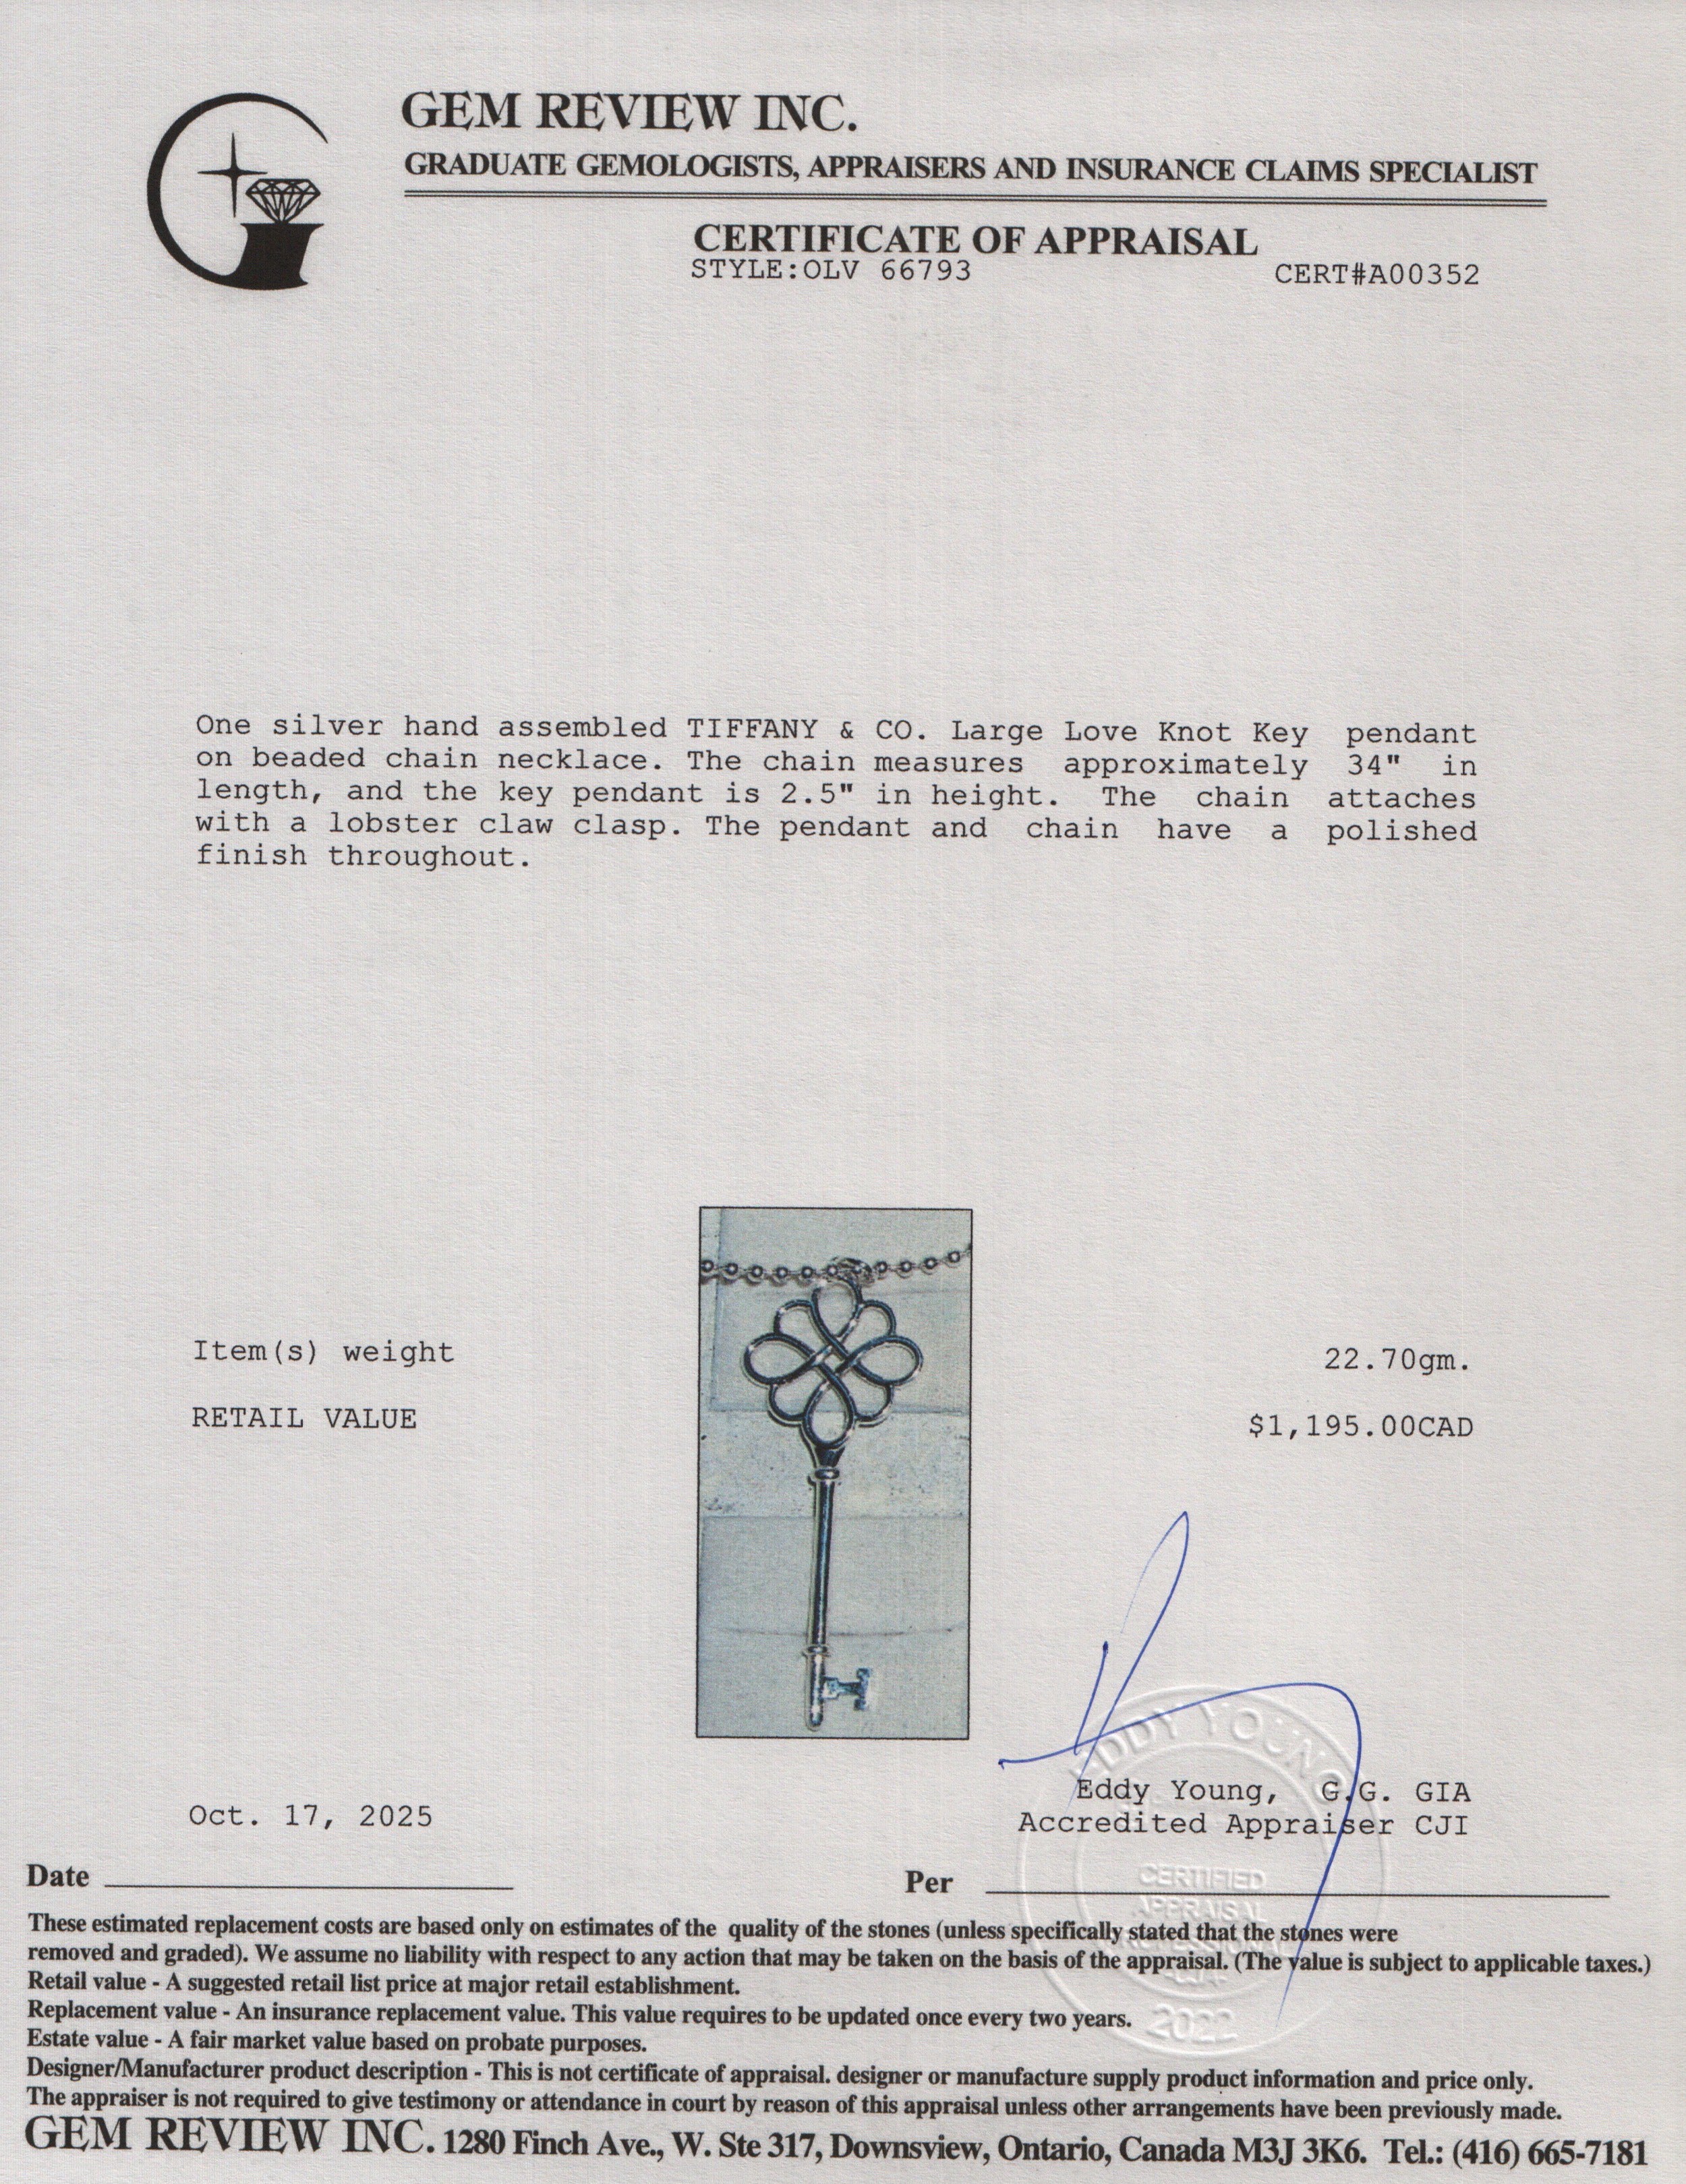 GEM REVIEW INC.
GRADUATE GEMOLOGISTS, APPRAISERS AND INSURANCE CLAIMS SPECIALIST
CERTIFICATE OF APPRAISAL
STYLE:OLV 66793 CERT#A00352
One silver hand assembled TIFFANY & CO. Large Love Knot Key pendant
on beaded chain necklace. The chain measures approximately 34" in
length, and the key pendant is 2.5" in height. The chain attaches
with a lobster claw clasp. The pendant and chain have a polished
finish throughout.
Item(s) weight 22.70gm.
RETAIL VALUE $1,195.00CAD
EDDY YOUNG
Eddy Young, G.G. GIA
Oct. 17, 2025 Accredited Appraiser CJI
Date Per
CERTIFIED
APPRAISAL
2022
These estimated replacement costs are based only on estimates of the quality of the stones (unless specifically stated that the stones were
removed and graded). We assume no liability with respect to any action that may be taken on the basis of the appraisal. (The value is subject to applicable taxes.)
Retail value - A suggested retail list price at major retail establishment.
Replacement value - An insurance replacement value. This value requires to be updated once every two years.
Estate value - A fair market value based on probate purposes.
Designer/Manufacturer product description - This is not certificate of appraisal. designer or manufacture supply product information and price only.
The appraiser is not required to give testimony or attendance in court by reason of this appraisal unless other arrangements have been previously made.
GEM REVIEW INC. 1280 Finch Ave., W. Ste 317, Downsview, Ontario, Canada M3J 3K6. Tel.: (416) 665-7181